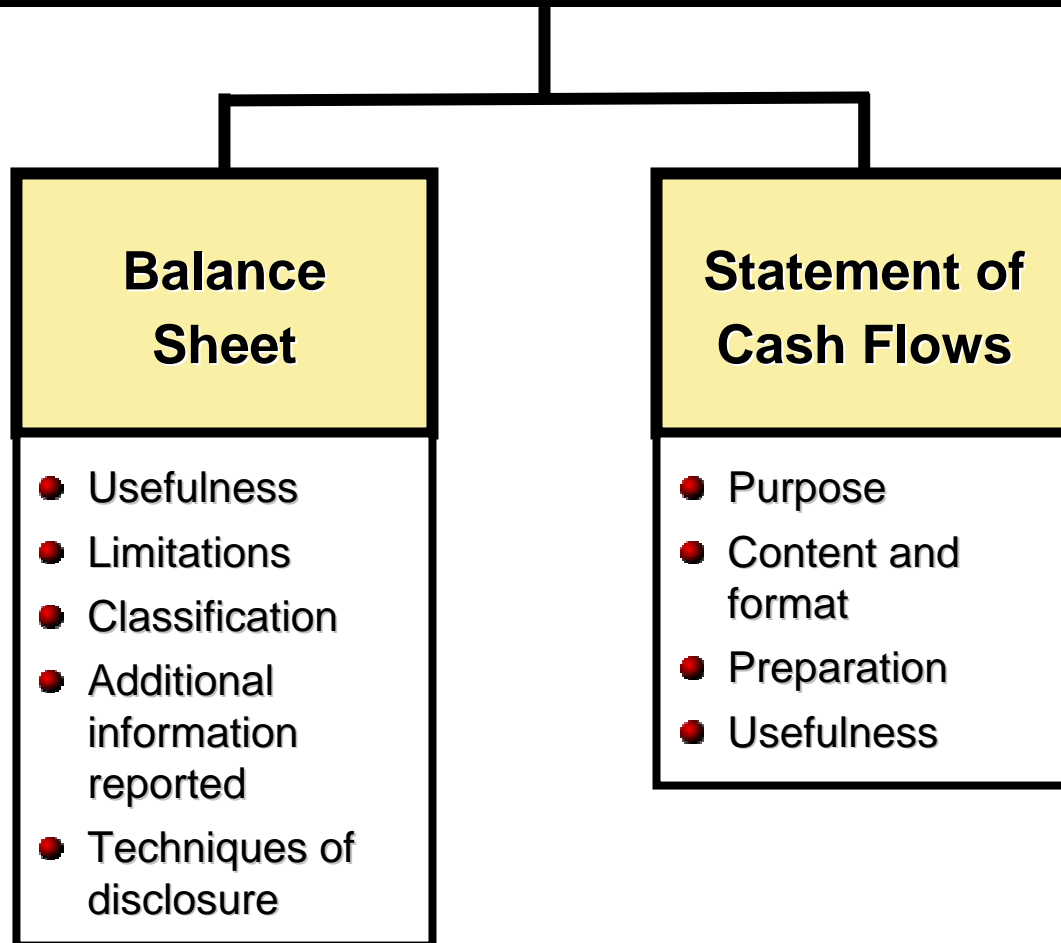 Balance
Sheet
Usefulness
Limitations
Classification
Additional
information
reported
Techniques of
disclosure
Statement of
Cash Flows
Purpose
Content and
format
Preparation
Usefulness